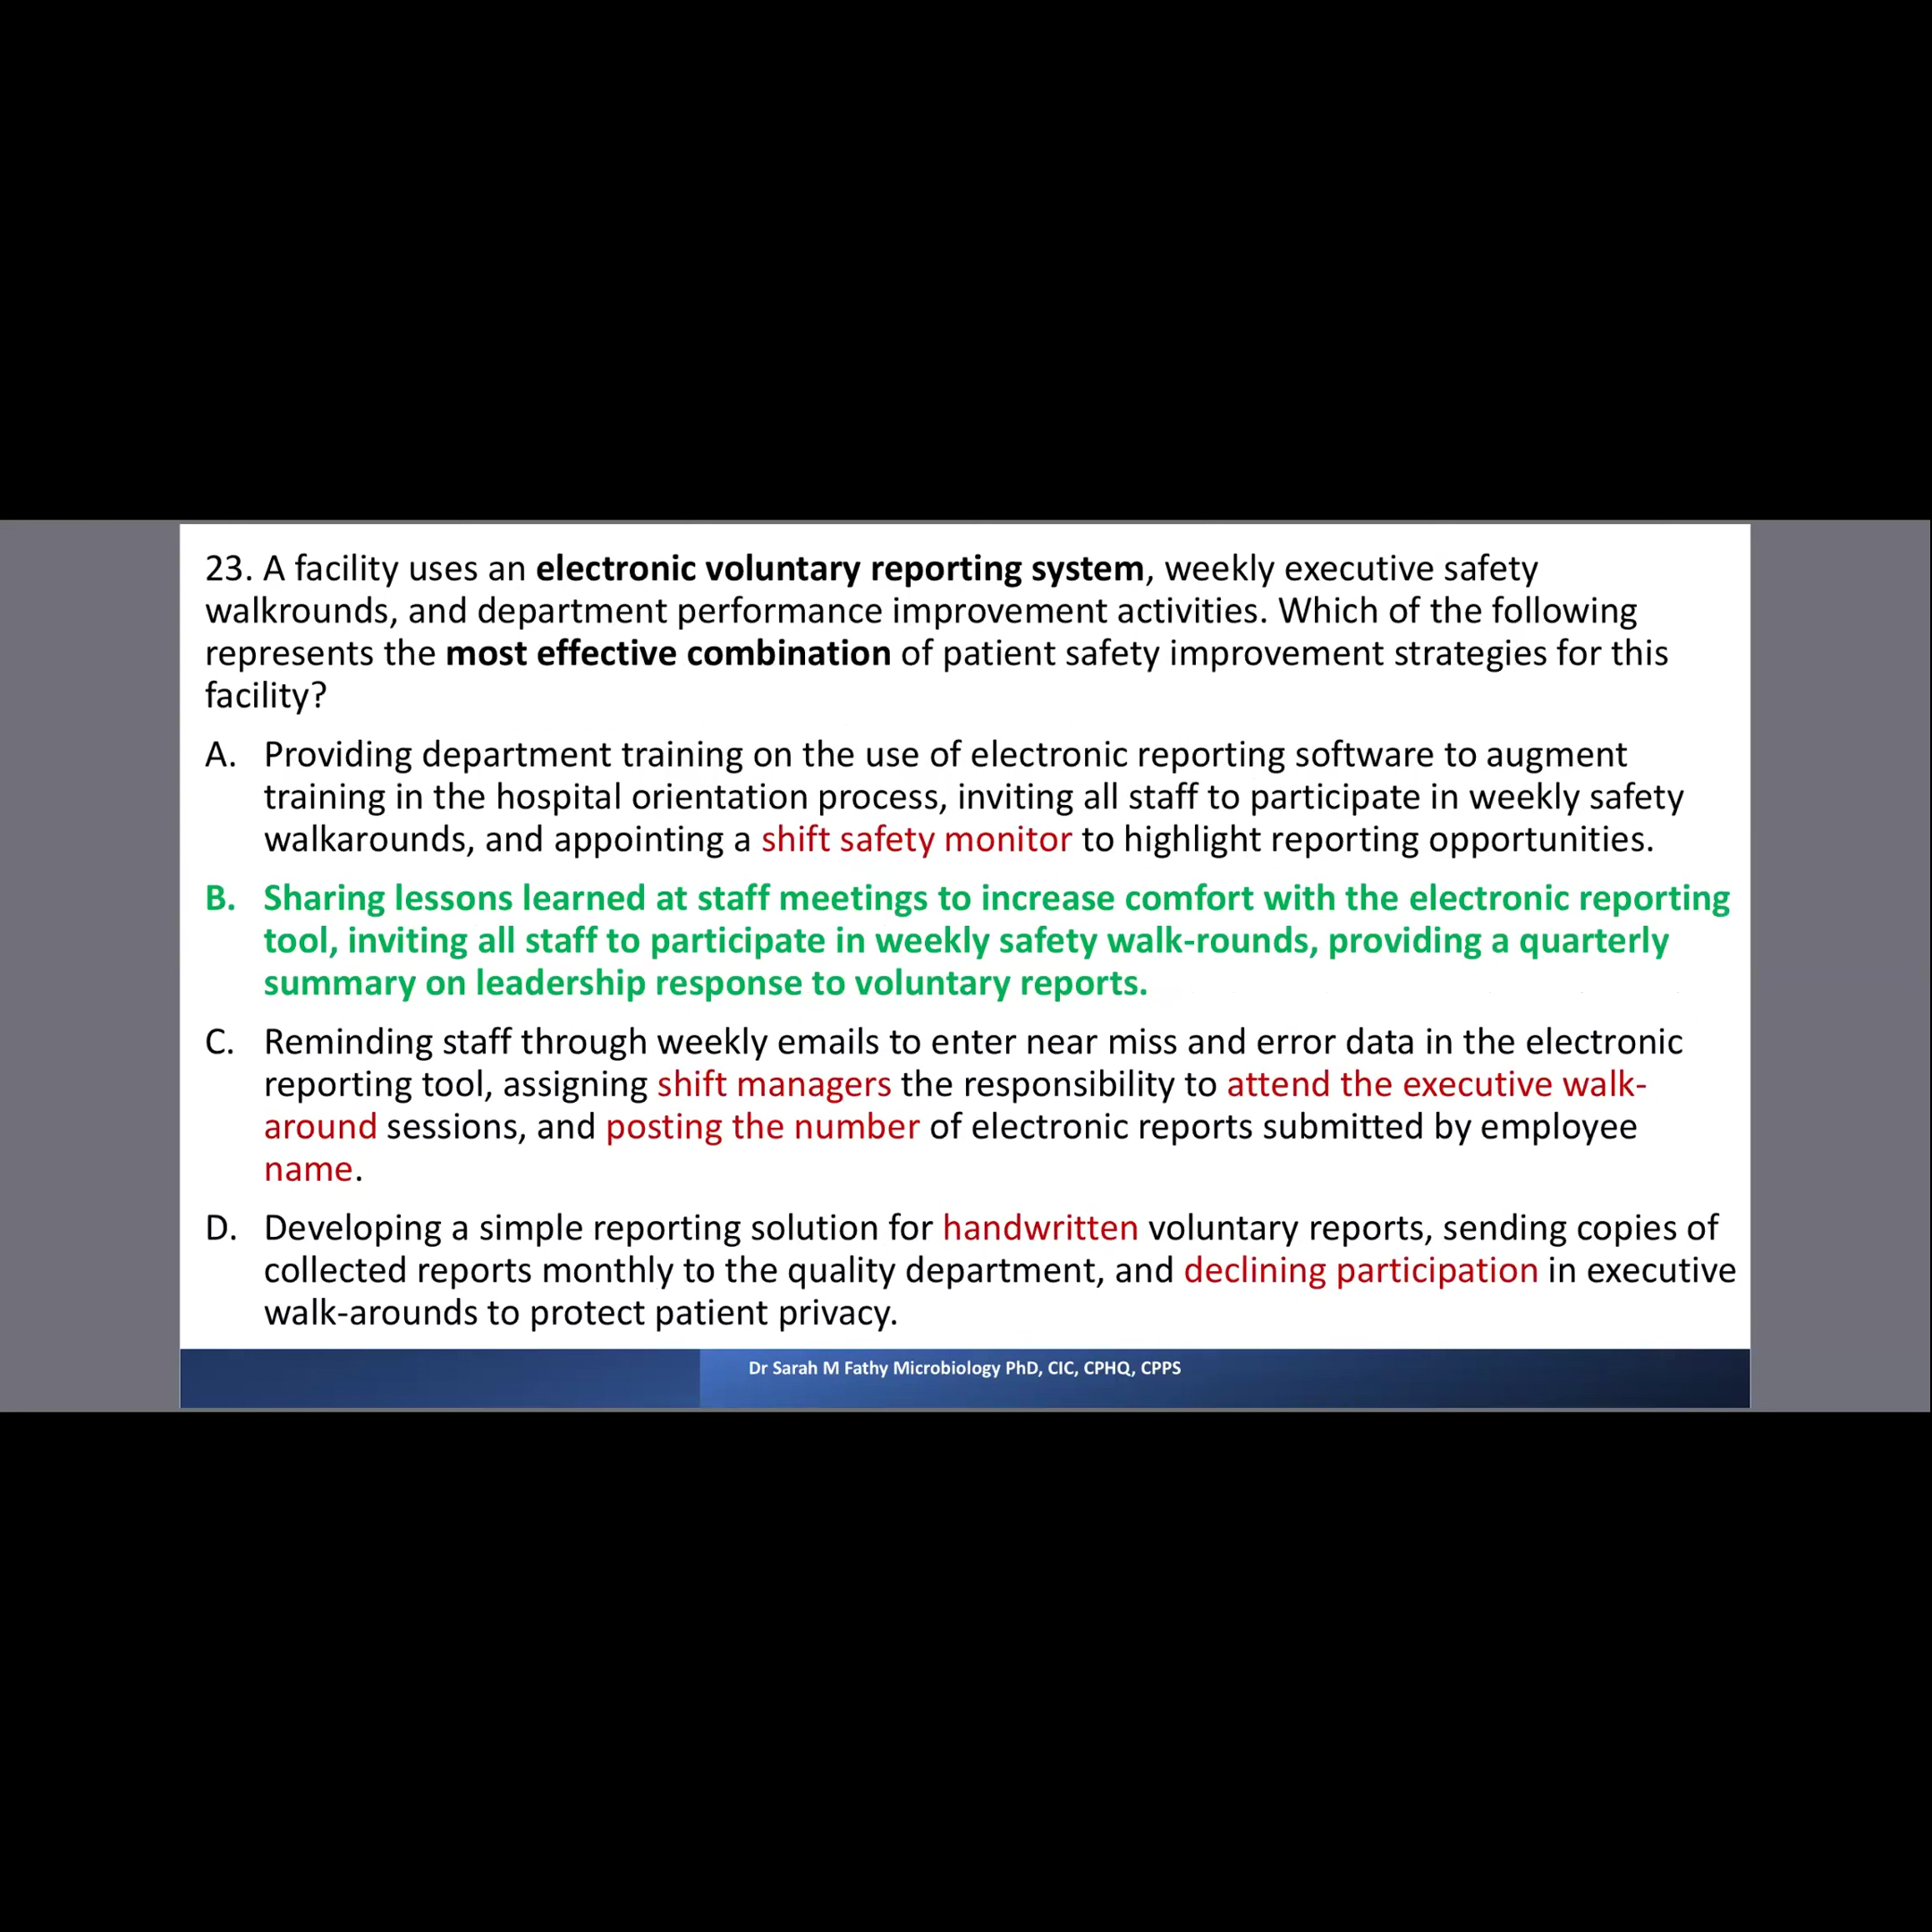 23. A facility uses an electronic voluntary reporting system, weekly executive safety
walkrounds, and department performance improvement activities. Which of the following
represents the most effective combination of patient safety improvement strategies for this
facility?
A. Providing department training on the use of electronic reporting software to augment
training in the hospital orientation process, inviting all staff to participate in weekly safety
walkarounds, and appointing a shift safety monitor to highlight reporting opportunities.
B. Sharing lessons learned at staff meetings to increase comfort with the electronic reporting
tool, inviting all staff to participate in weekly safety walk-rounds, providing a quarterly
summary on leadership response to voluntary reports.
C. Reminding staff through weekly emails to enter near miss and error data in the electronic
reporting tool, assigning shift managers the responsibility to attend the executive walk-
around sessions, and posting the number of electronic reports submitted by employee
name.
D. Developing a simple reporting solution for handwritten voluntary reports, sending copies of
collected reports monthly to the quality department, and declining participation in executive
walk-arounds to protect patient privacy.
Dr Sarah M Fathy Microbiology PhD, CIC, CPHQ, CPPS